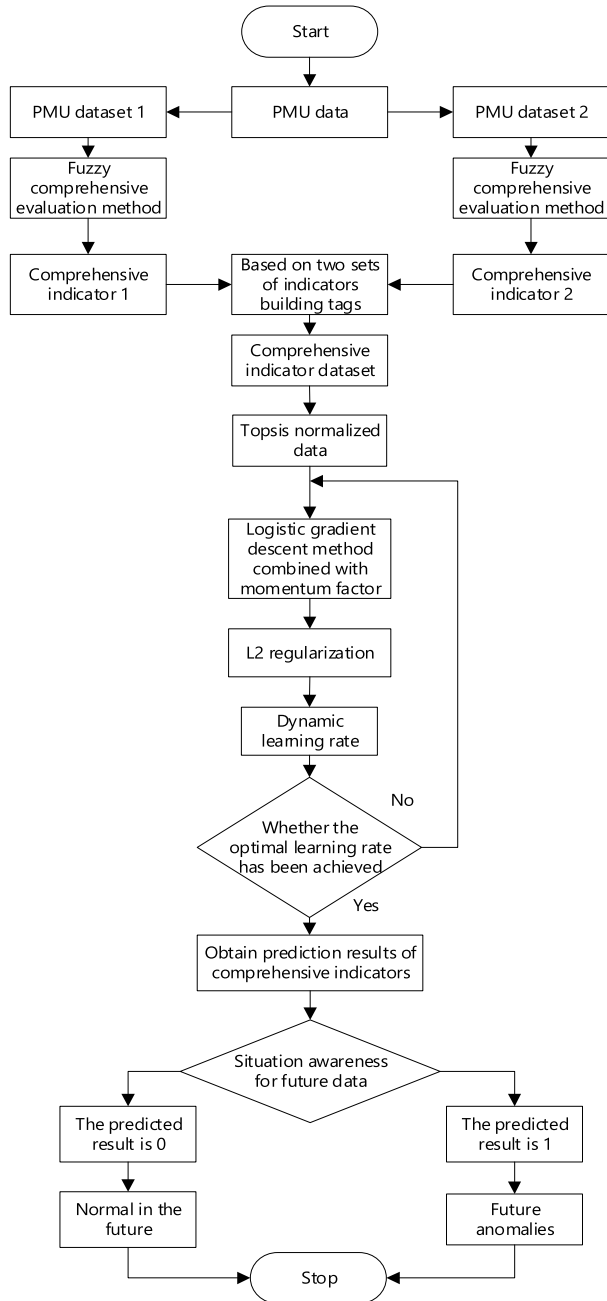 Start
PMU dataset 1
PMU data
PMU dataset 2
Fuzzy
comprehensive
evaluation method
Fuzzy
comprehensive
evaluation method
Comprehensive
indicator 1
Based on two sets
of indicators
building tags
Comprehensive
indicator 2
Comprehensive
indicator dataset
Topsis normalized
data
Logistic gradient
descent method
combined with
momentum factor
L2 regularization
Dynamic
learning rate
No
Whether the
optimal learning rate
has been achieved
Yes
Obtain prediction results of
comprehensive indicators
Situation awareness
for future data
The predicted
result is 0
The predicted
result is 1
Normal in the
future
Future
anomalies
Stop